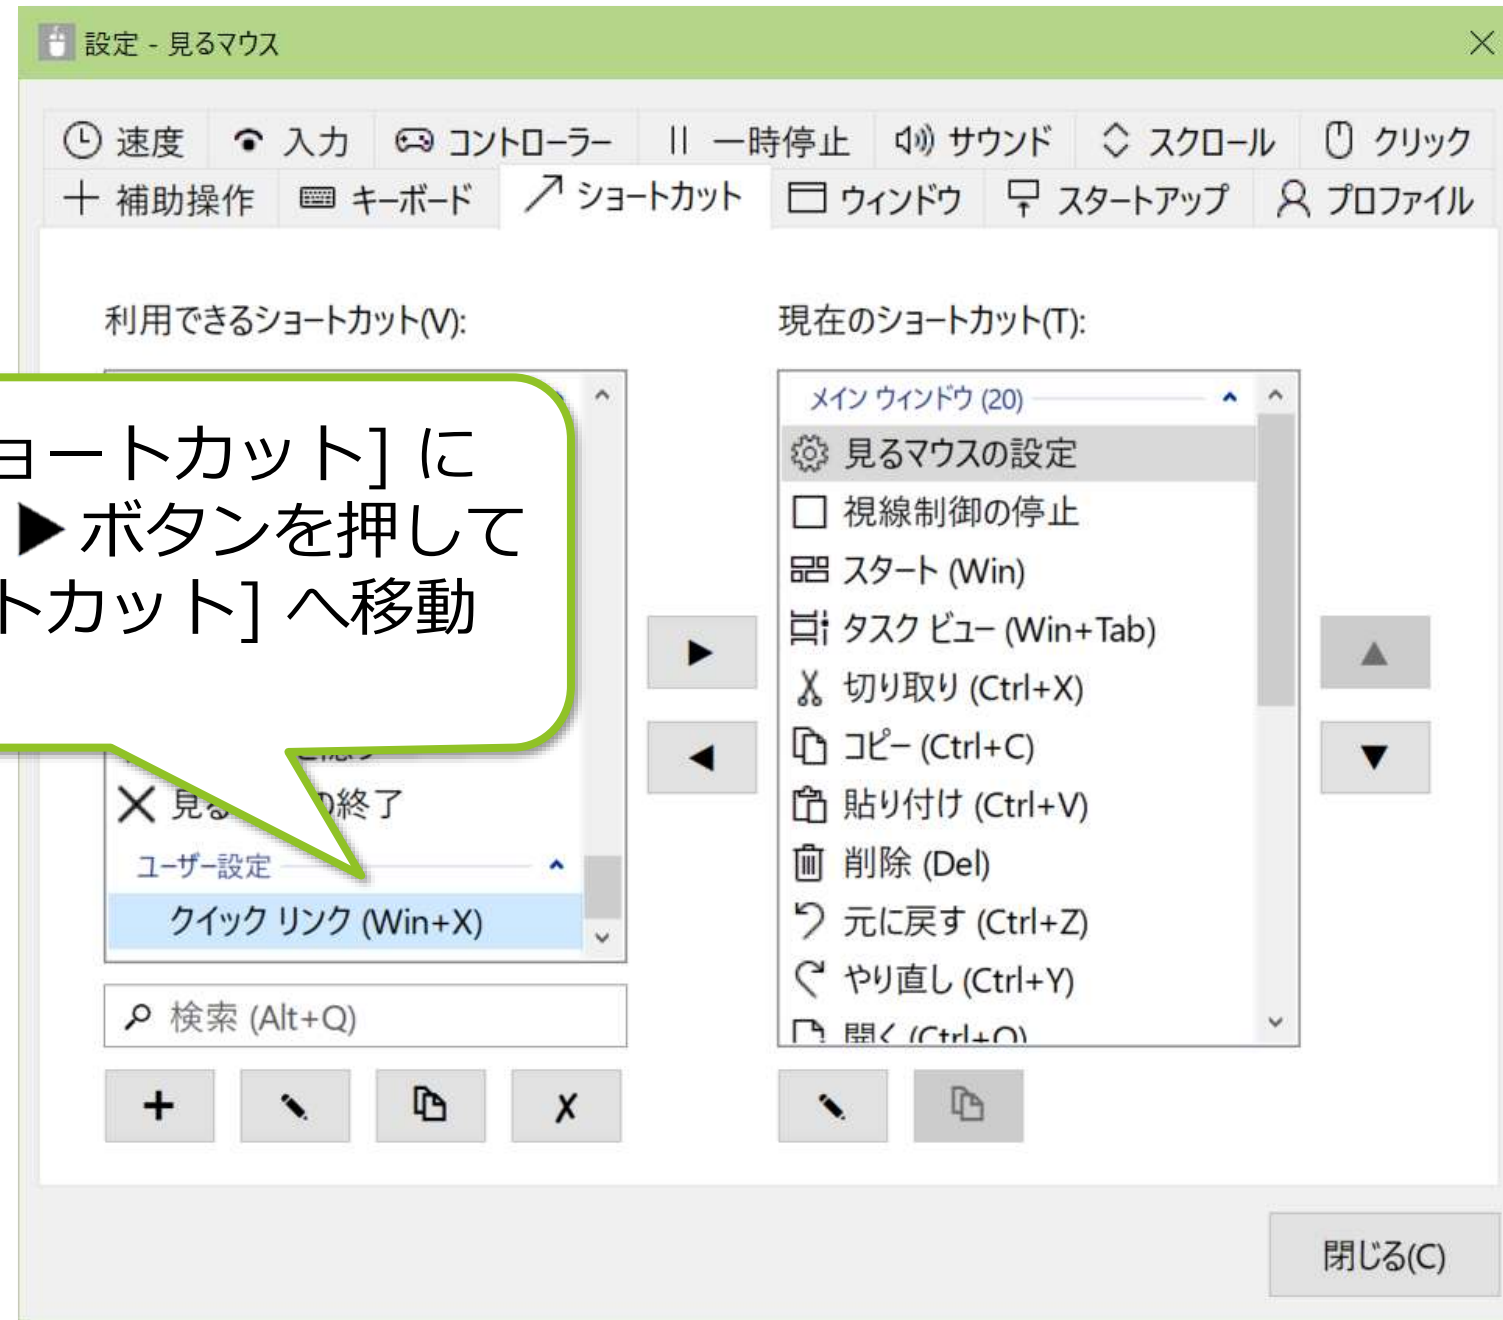 設定 - 見るマウス
速度 入力 コントローラー 一時停止 サウンド スクロール クリック
補助操作 キーボード ショートカット ウィンドウ スタートアップ プロファイル
利用できるショートカット(V):
ョートカット] に
▶ ボタンを押して
トカット] へ移動
見る の終了
ユーザー設定
クイック リンク (Win+X)
検索 (Alt+Q)
現在のショートカット(T):
メイン ウィンドウ (20)
見るマウスの設定
視線制御の停止
スタート (Win)
タスク ビュー (Win+Tab)
切り取り (Ctrl+X)
コピー (Ctrl+C)
貼り付け (Ctrl+V)
削除 (Del)
元に戻す (Ctrl+Z)
やり直し (Ctrl+Y)
開く (Ctrl+O)
閉じる(C)